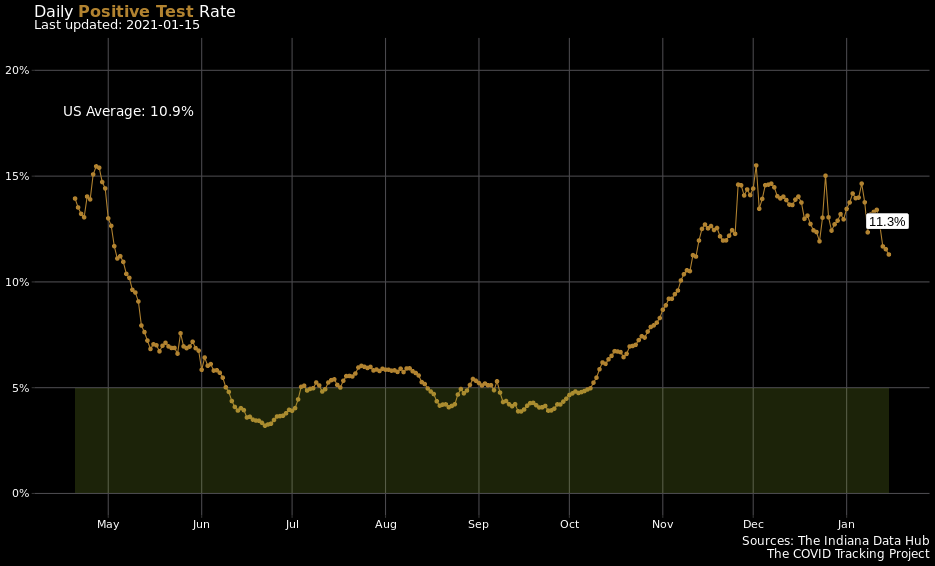 Daily Positive Test Rate
Last updated: 2021-01-15
20%
US Average: 10.9%
15%
11.3%
10%
5%
0%
May Jun Jul Aug Sep Oct Nov Dec Jan
Sources: The Indiana Data Hub
The COVID Tracking Project